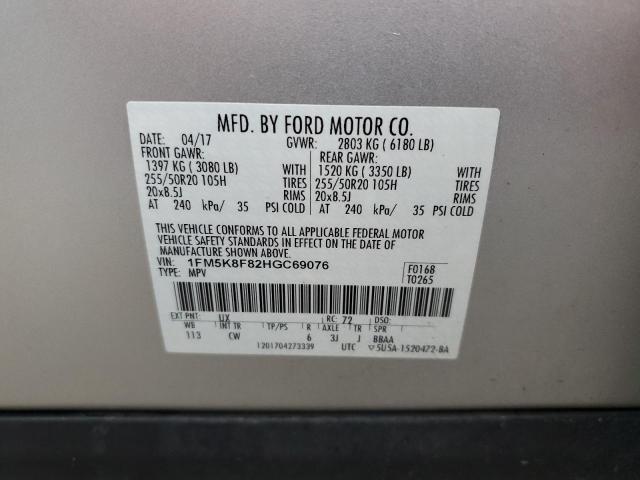 MFD. BY FORD MOTOR CO.
DATE: 04/17 GVWR: 2803 KG ( 6180 LB)
FRONT GAWR: REAR GAWR:
1397 KG ( 3080 LB) WITH 1520 KG ( 3350 LB) WITH
255/50R20 105H TIRES 255/50R20 105H TIRES
20x8.5J RIMS 20x8.5J RIMS
AT 240 kPa/ 35 PSI COLD AT 240 kPa/ 35 PSI COLD
THIS VEHICLE CONFORMS TO ALL APPLICABLE FEDERAL MOTOR
VEHICLE SAFETY STANDARDS IN EFFECT ON THE DATE OF
MANUFACTURE SHOWN ABOVE.
VIN: 1FM5K8F82HGC69076 F0168
TYPE: MPV T0265
EXT PNT: UX RC: 72 DSO:
WB INT TR TP/PS R AXLE TR SPR
113 CW 6 3J J BBAA
1201704273339 UTC ▽5U5A-1520472-BA